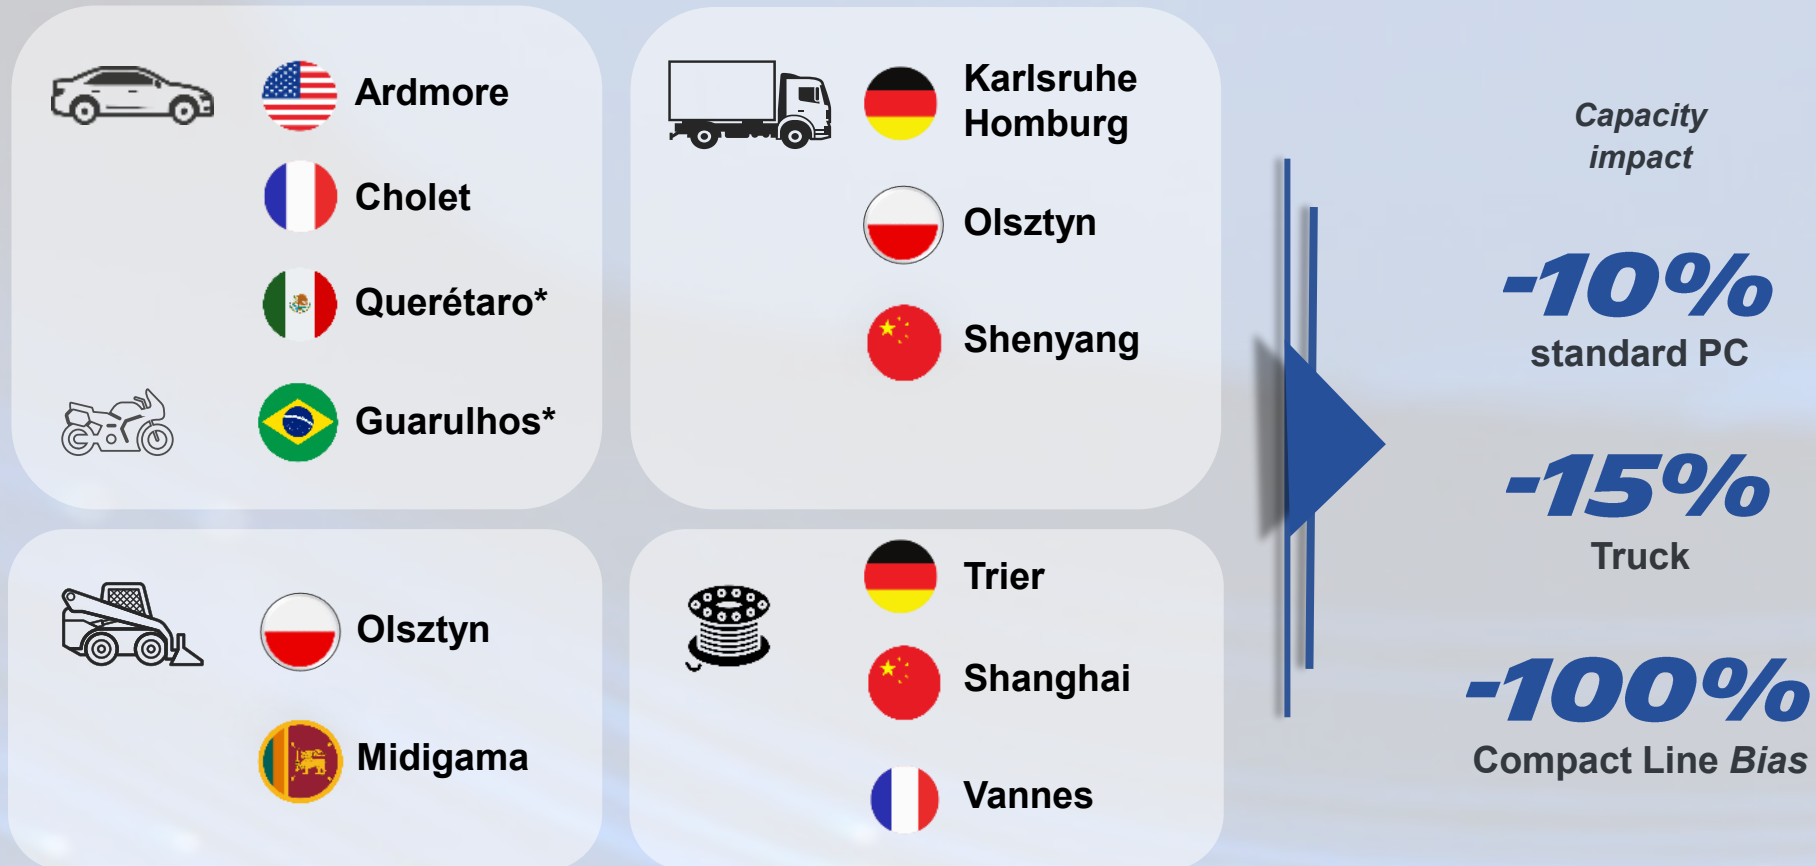 Ardmore
Cholet
Querétaro*
Guarulhos*
Karlsruhe
Homburg
Olsztyn
Shenyang
Olsztyn
Midigama
Trier
Shanghai
Vannes
Capacity
impact
-10%
standard PC
-15%
Truck
-100%
Compact Line Bias